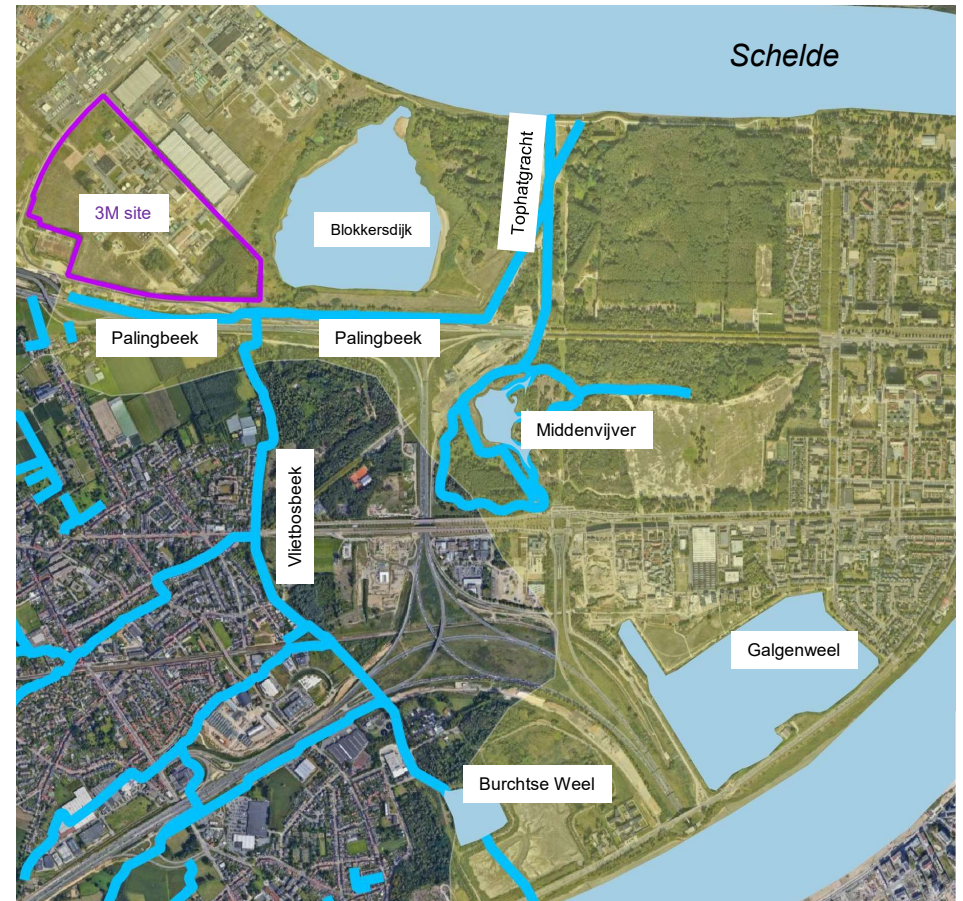 Schelde
Tophatgracht
3M site
Blokkersdijk
Palingbeek
Palingbeek
Middenvijver
Vlietbosbeek
Galgenweel
Burchtse Weel